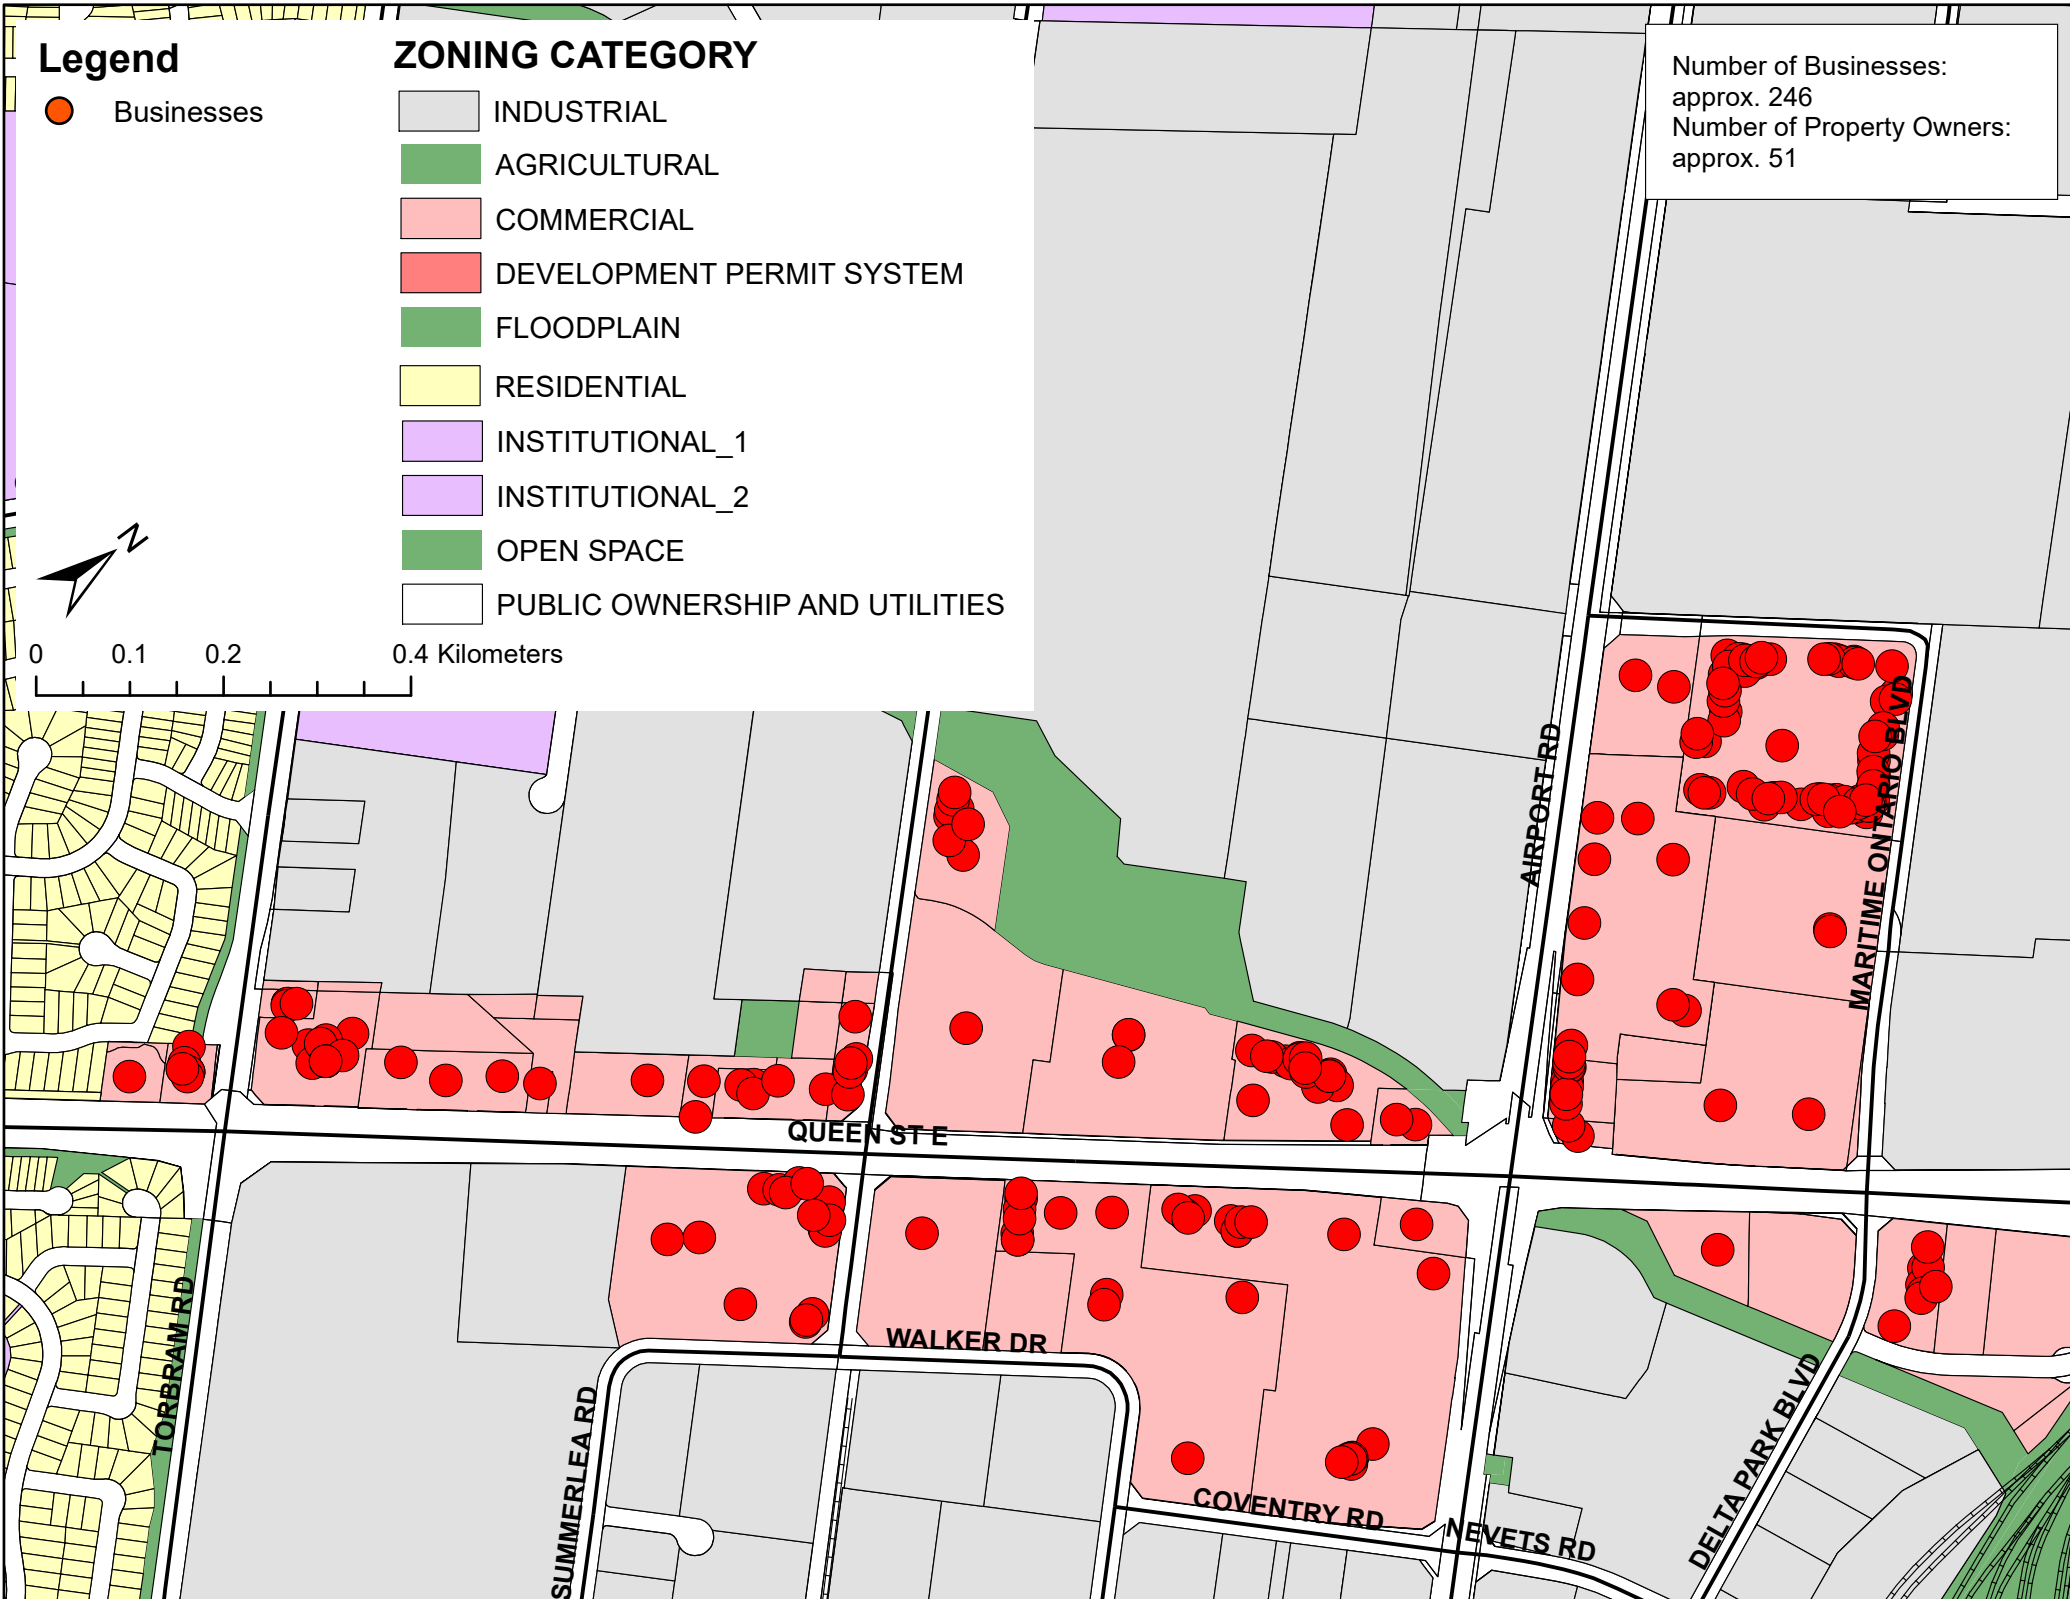 Legend
Businesses
ZONING CATEGORY
INDUSTRIAL
AGRICULTURAL
COMMERCIAL
DEVELOPMENT PERMIT SYSTEM
FLOODPLAIN
RESIDENTIAL
INSTITUTIONAL_1
INSTITUTIONAL_2
OPEN SPACE
PUBLIC OWNERSHIP AND UTILITIES
Number of Businesses:
approx. 246
Number of Property Owners:
approx. 51
N
0 0.1 0.2 0.4 Kilometers
AIRPORT RD
MARITIME ONTARIO BLVD
QUEEN ST E
WALKER DR
TORBRAM RD
SUMMERLEA RD
COVENTRY RD
NEVETS RD
DELTA PARK BLVD